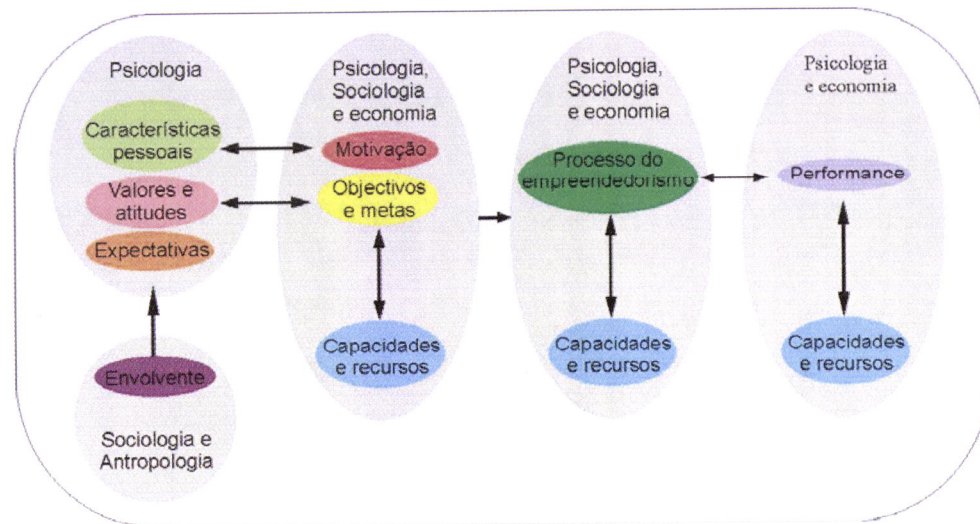 Psicologia
Características
pessoais
Valores e
atitudes
Expectativas
Envolvente
Sociologia e
Antropologia
Psicologia,
Sociologia
e economia
Motivação
Objectivos
e metas
Capacidades
e recursos
Psicologia,
Sociologia
e economia
Processo do
empreendedorismo
Capacidades
e recursos
Psicologia
e economia
Performance
Capacidades
e recursos